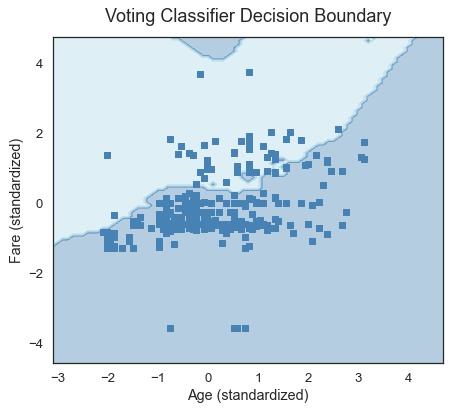 Voting Classifier Decision Boundary
4
2
0
−2
−4
Fare (standardized)
−3 −2 −1 0 1 2 3 4
Age (standardized)